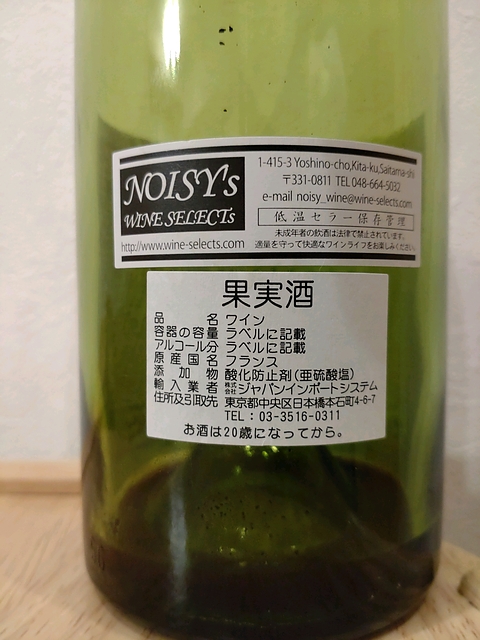 NOISY's
WINE SELECTs
http://www.wine-selects.com
1-415-3 Yoshino-cho,Kita-ku,Saitama-shi
〒331-0811 TEL 048-664-5032
e-mail noisy_wine@wine-selects.com
低温セラー保存管理
未成年者の飲酒は法律で禁止されています。
適量を守って快適なワインライフをお楽しみください。
果実酒
品名 ワイン
容器の容量 ラベルに記載
アルコール分 ラベルに記載
原産国名 フランス
添加物 酸化防止剤(亜硫酸塩)
輸入業者 株式会社ジャパンインポートシステム
住所及引取先 東京都中央区日本橋本石町4-6-7
TEL:03-3516-0311
お酒は20歳になってから。